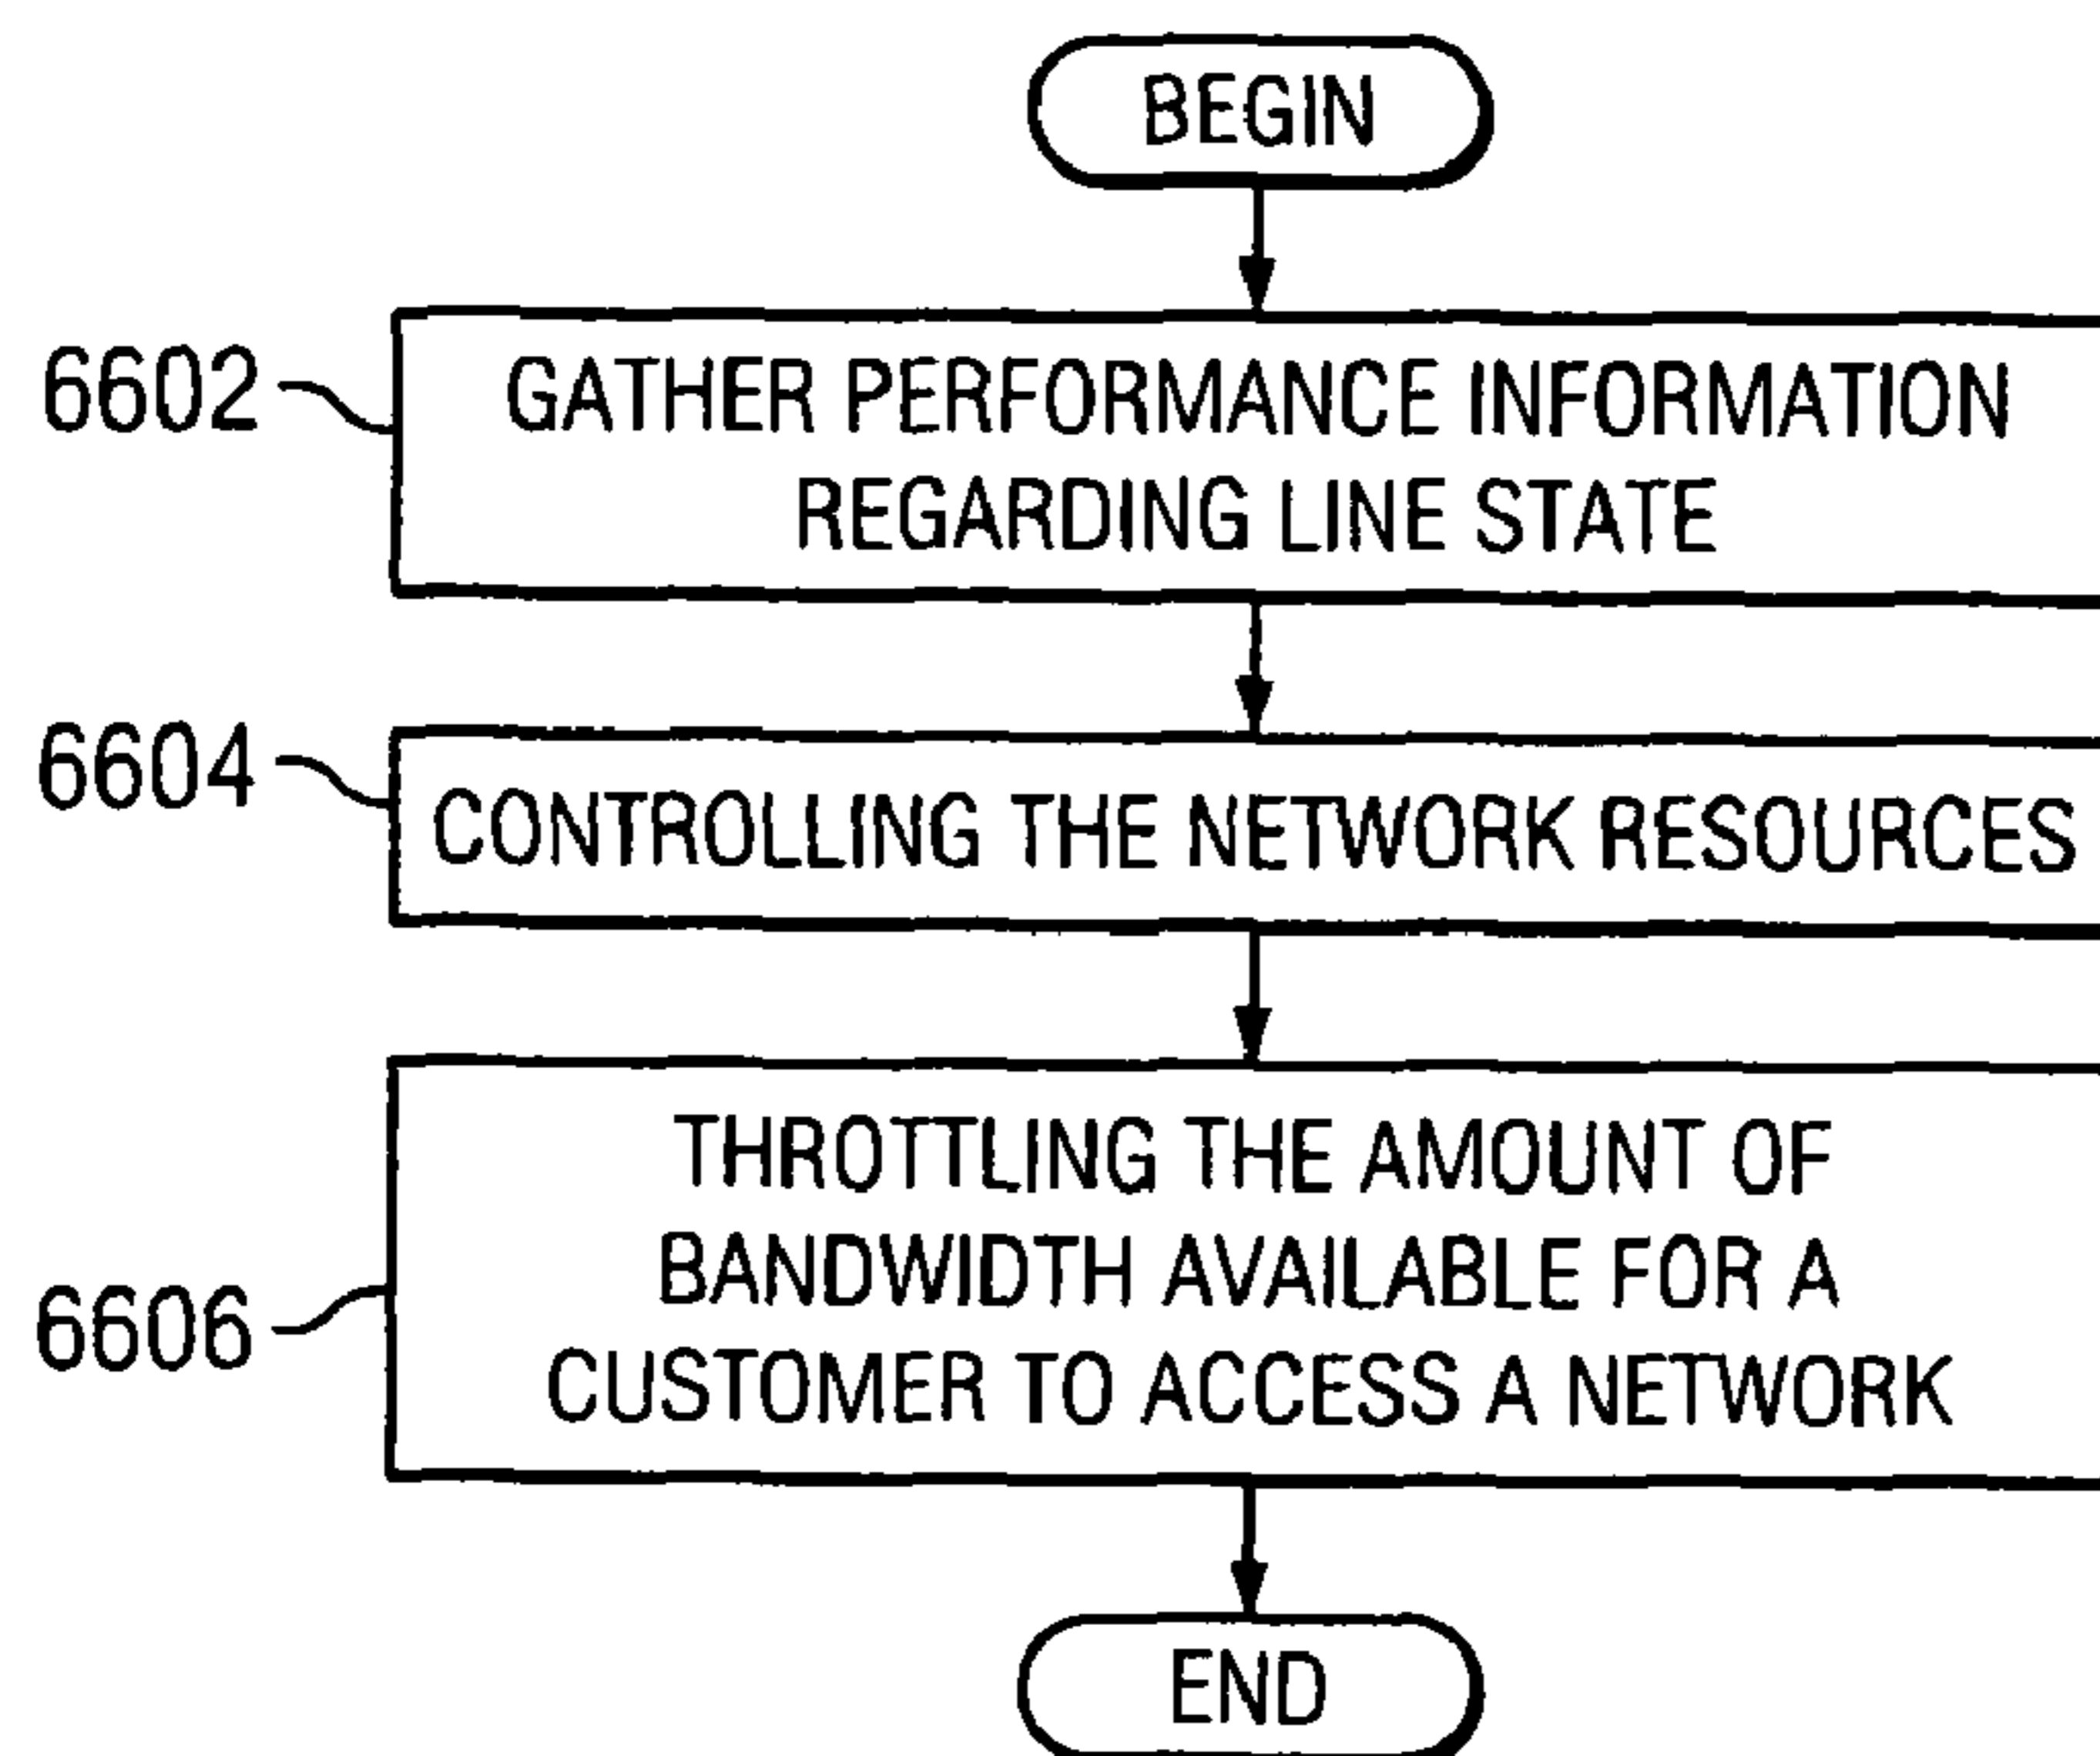 BEGIN
6602
GATHER PERFORMANCE INFORMATION
REGARDING LINE STATE
6604
CONTROLLING THE NETWORK RESOURCES
6606
THROTTLING THE AMOUNT OF
BANDWIDTH AVAILABLE FOR A
CUSTOMER TO ACCESS A NETWORK
END